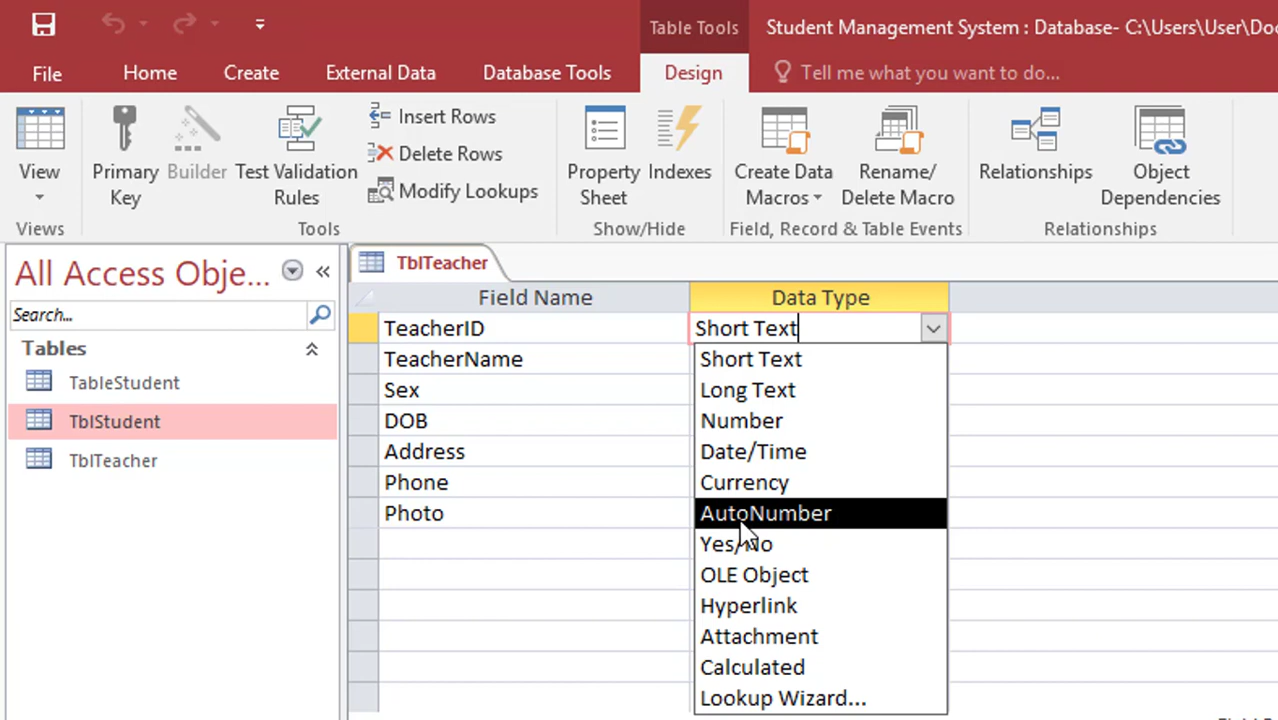 Table Tools
Student Management System : Database- C:\Users\User\Doc
File
Home
Create
External Data
Database Tools
Design
Tell me what you want to do...
View
Primary Key
Builder
Test Validation Rules
Insert Rows
Delete Rows
Modify Lookups
Property Sheet
Indexes
Create Data Macros
Rename/ Delete Macro
Relationships
Object Dependencies
Views
Tools
Show/Hide
Field, Record & Table Events
Relationships
All Access Obje...
Search...
Tables
TableStudent
TblStudent
TblTeacher
TblTeacher
Field Name
Data Type
TeacherID
Short Text
TeacherName
Sex
DOB
Address
Phone
Photo
Short Text
Long Text
Number
Date/Time
Currency
AutoNumber
Yes/No
OLE Object
Hyperlink
Attachment
Calculated
Lookup Wizard...